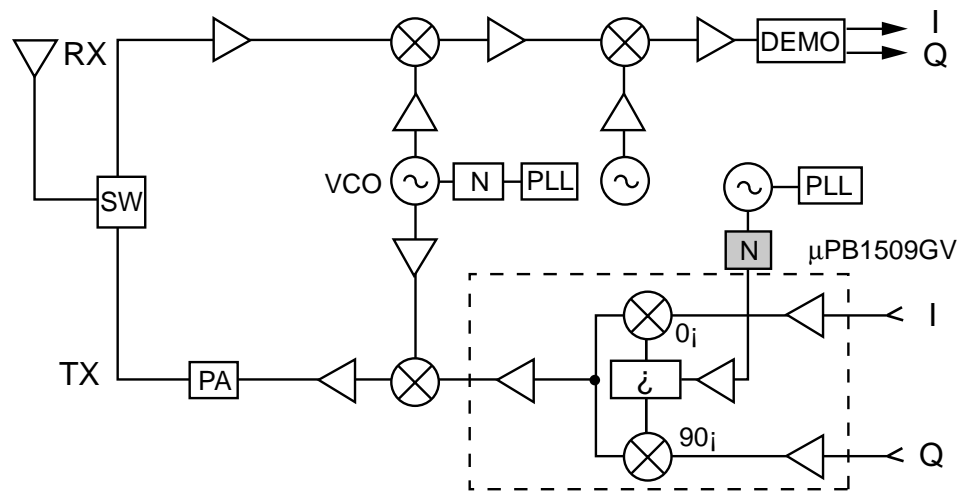 I
RX
DEMO
Q
VCO
N
PLL
PLL
SW
N
µPB1509GV
0¡
I
TX
PA
¿
90¡
Q